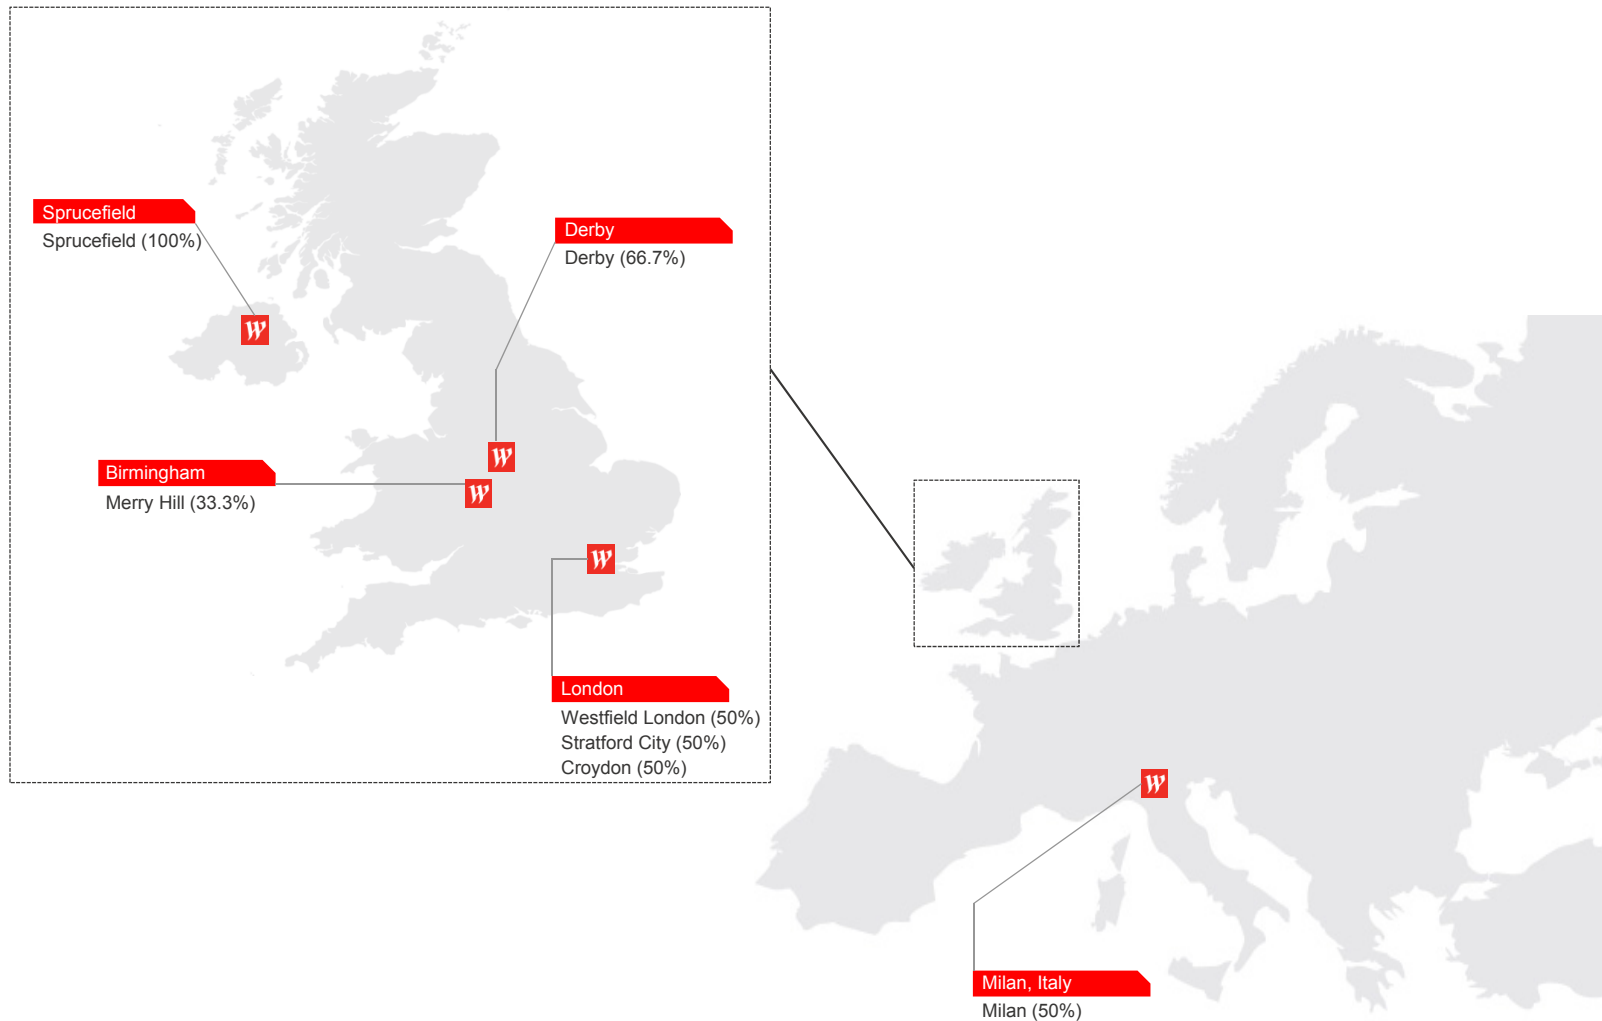 Sprucefield
Sprucefield (100%)
Derby
Derby (66.7%)
Birmingham
Merry Hill (33.3%)
London
Westfield London (50%)
Stratford City (50%)
Croydon (50%)
Milan, Italy
Milan (50%)
W
W
W
W
W